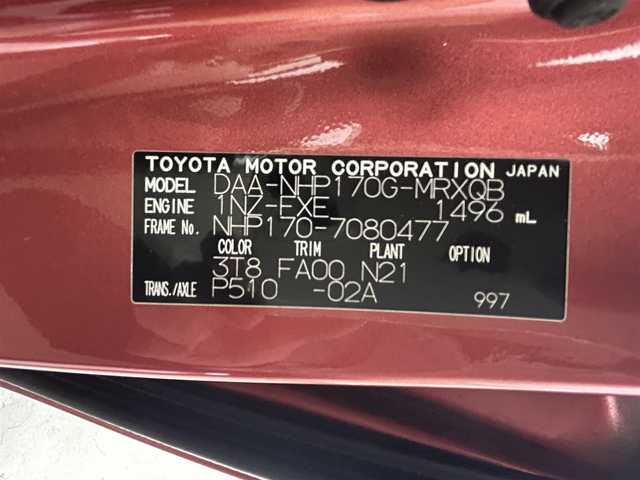 TOYOTA MOTOR CORPORATION JAPAN
MODEL DAA-NHP170G-MRXQB
ENGINE 1NZ-EXE 1496 mL
FRAME No. NHP170-7080477
COLOR TRIM PLANT OPTION
3T8 FA00 N21
TRANS./AXLE P510 -02A 997